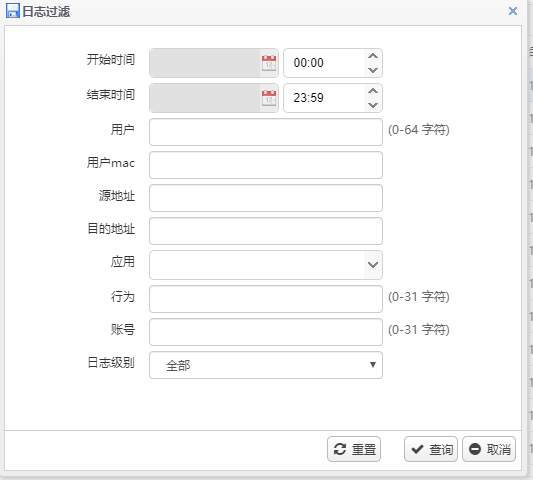 日志过滤
开始时间 00:00
结束时间 23:59
用户 (0-64 字符)
用户mac
源地址
目的地址
应用
行为 (0-31 字符)
账号 (0-31 字符)
日志级别 全部
重置 查询 取消